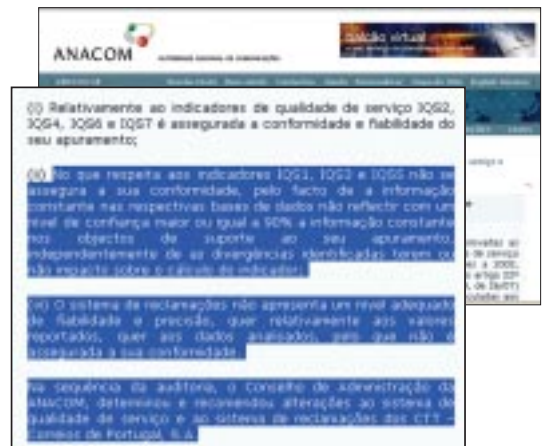 ANACOM
balcão virtual
(i) Relativamente ao indicadores de qualidade de serviço IQS2,
IQS4, IQS6 e IQS7 é assegurada a conformidade e fiabilidade do
seu apuramento;
(ii) No que respeita aos indicadores IQS1, IQS3 e IQS5 não se
assegura a sua conformidade, pelo facto de a informação
constante nas respectivas bases de dados não reflectir com um
nível de confiança maior ou igual a 90% a informação constante
nos objectos de suporte ao seu apuramento,
independentemente de as divergências identificadas terem ou
não impacto sobre o cálculo do indicador;
(iii) O sistema de reclamações não apresenta um nível adequado
de fiabilidade e precisão, quer relativamente aos valores
reportados, quer aos dados analisados, pelo que não é
assegurada a sua conformidade.
Na sequência da auditoria, o Conselho de Administração da
ANACOM, determinou e recomendou alterações ao sistema de
qualidade de serviço e ao sistema de reclamações dos CTT -
Correios de Portugal, S.A.